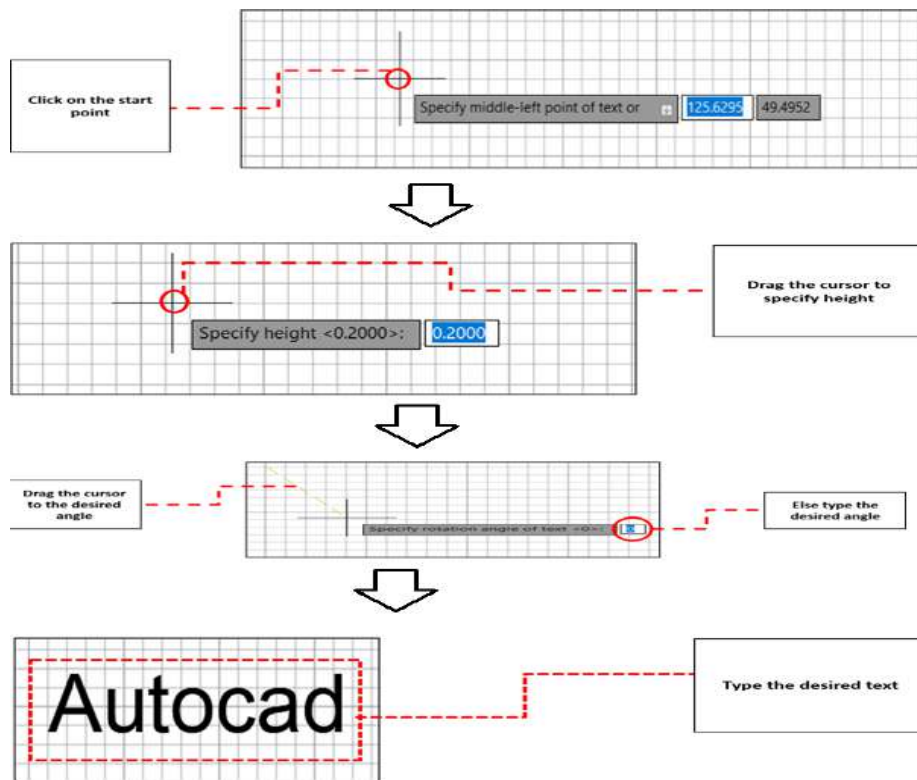 Click on the start
point
Specify middle-left point of text or
125.6295
49.4952
Specify height <0.2000>:
0.2000
Drag the cursor to
specify height
Drag the cursor
to the desired
angle
Specify rotation angle of text <0>:
0
Else type the
desired angle
Autocad
Type the desired text